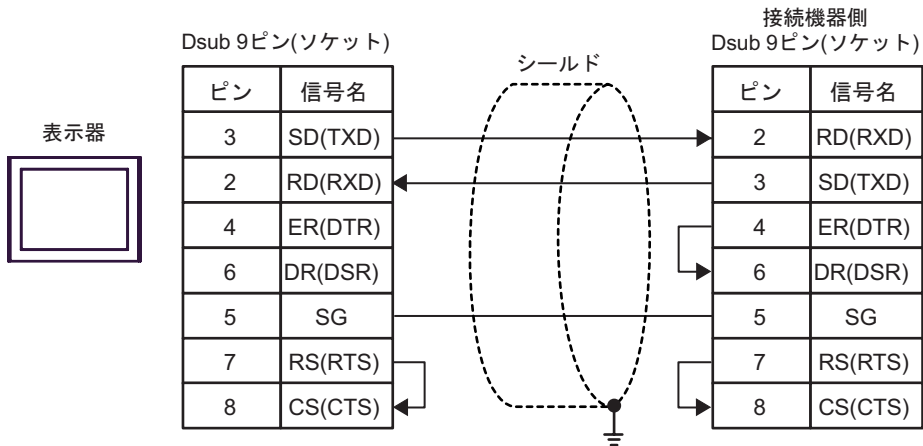 接続機器側
Dsub 9ピン(ソケット)
Dsub 9ピン(ソケット)
シールド
表示器
ピン 信号名
3 SD(TXD)
2 RD(RXD)
4 ER(DTR)
6 DR(DSR)
5 SG
7 RS(RTS)
8 CS(CTS)
ピン 信号名
2 RD(RXD)
3 SD(TXD)
4 ER(DTR)
6 DR(DSR)
5 SG
7 RS(RTS)
8 CS(CTS)